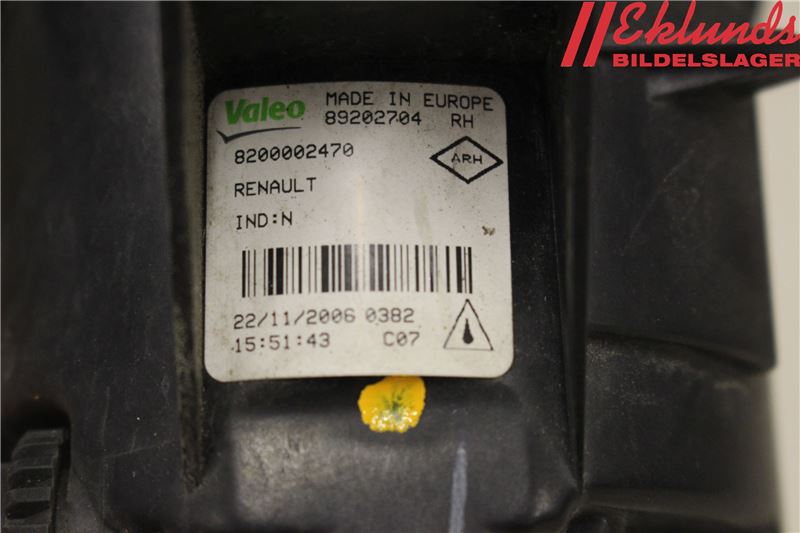 Eklunds
BILDELSLAGER
Valeo MADE IN EUROPE
89202704 RH
8200002470
ARH
RENAULT
IND:N
22/11/2006 0382
15:51:43 C07